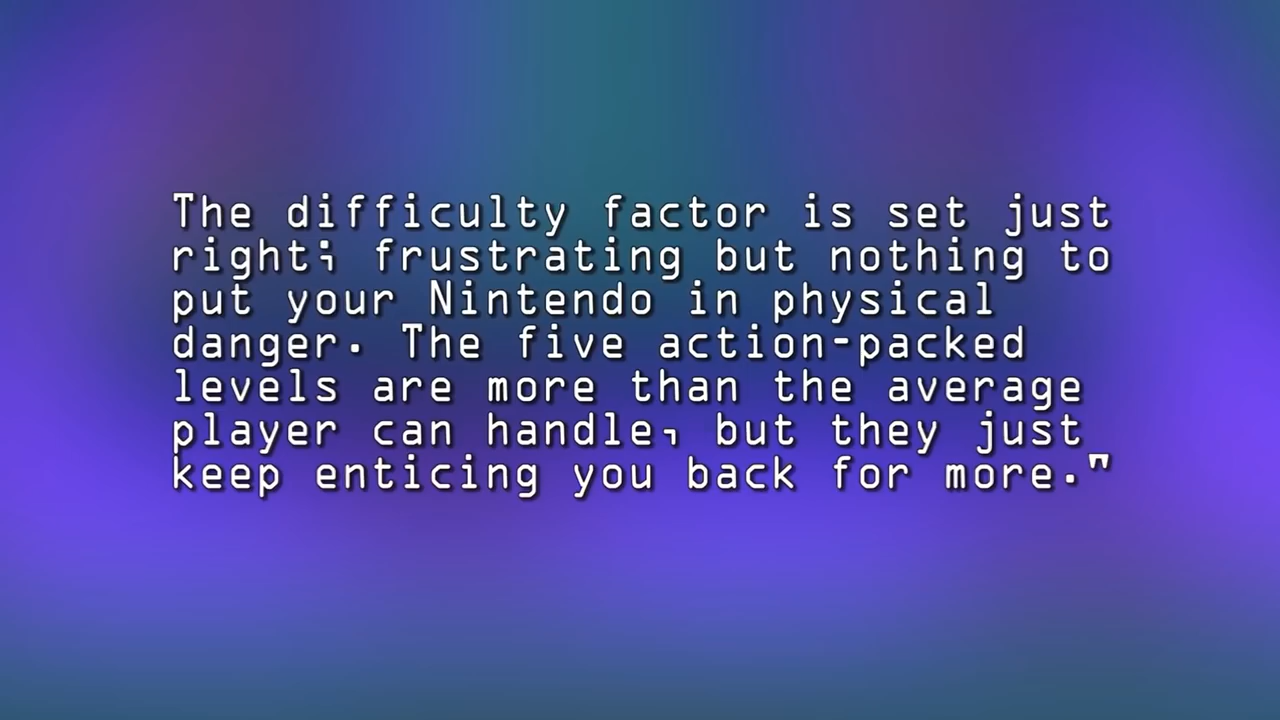 The difficulty factor is set just
right; frustrating but nothing to
put your Nintendo in physical
danger. The five action-packed
levels are more than the average
player can handle, but they just
keep enticing you back for more."